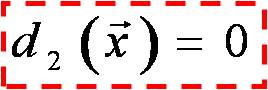 d₂(x⃗) = 0